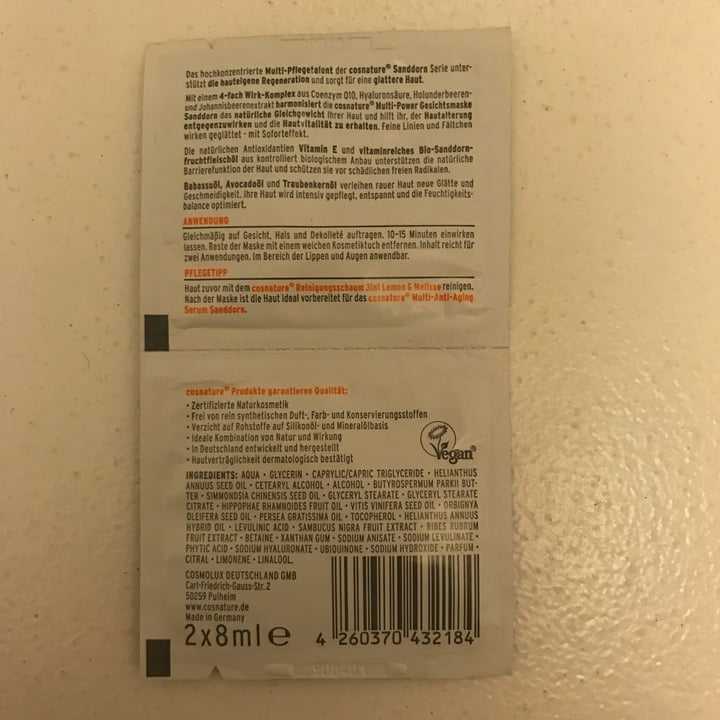 Das hochkonzentrierte Multi-Pflegetalent der cosnature® Sanddorn Serie unter-
stützt die hauteigene Regeneration und sorgt für eine glattere Haut.
Mit einem 4-fach Wirk-Komplex aus Coenzym Q10, Hyaluronsäure, Holunderbeeren-
und Johannisbeerenextrakt harmonisiert die cosnature® Multi-Power Gesichtsmaske
Sanddorn das natürliche Gleichgewicht Ihrer Haut und hilft ihr, der Hautalterung
entgegenzuwirken und die Hautvitalität zu erhalten. Feine Linien und Fältchen
wirken geglättet - mit Soforteffekt.
Die natürlichen Antioxidantien Vitamin E und vitaminreiches Bio-Sanddorn-
fruchtfleischöl aus kontrolliert biologischem Anbau unterstützen die natürliche
Barrierefunktion der Haut und schützen sie vor schädlichen freien Radikalen.
Babassuöl, Avocadoöl und Traubenkernöl verleihen rauer Haut neue Glätte und
Geschmeidigkeit. Ihre Haut wird intensiv gepflegt, entspannt und die Feuchtigkeits-
balance optimiert.
ANWENDUNG
Gleichmäßig auf Gesicht, Hals und Dekolleté auftragen. 10-15 Minuten einwirken
lassen. Reste der Maske mit einem weichen Kosmetiktuch entfernen. Inhalt reicht für
zwei Anwendungen. Im Bereich der Lippen und Augen anwendbar.
PFLEGETIPP
Haut zuvor mit dem cosnature® Reinigungsschaum 3in1 Lemon & Melisse reinigen.
Nach der Maske ist die Haut ideal vorbereitet für das cosnature® Multi-Anti-Aging
Serum Sanddorn.
cosnature® Produkte garantieren Qualität:
• Zertifizierte Naturkosmetik
• Frei von rein synthetischen Duft-, Farb- und Konservierungsstoffen
• Verzicht auf Rohstoffe auf Silikonöl- und Mineralölbasis
• Ideale Kombination von Natur und Wirkung
• In Deutschland entwickelt und hergestellt
• Hautverträglichkeit dermatologisch bestätigt
Vegan®
INGREDIENTS: AQUA • GLYCERIN • CAPRYLIC/CAPRIC TRIGLYCERIDE • HELIANTHUS
ANNUUS SEED OIL • CETEARYL ALCOHOL • ALCOHOL • BUTYROSPERMUM PARKII BUT-
TER • SIMMONDSIA CHINENSIS SEED OIL • GLYCERYL STEARATE • GLYCERYL STEARATE
CITRATE • HIPPOPHAE RHAMNOIDES FRUIT OIL • VITIS VINIFERA SEED OIL • ORBIGNYA
OLEIFERA SEED OIL • PERSEA GRATISSIMA OIL • TOCOPHEROL • HELIANTHUS ANNUUS
HYBRID OIL • LEVULINIC ACID • SAMBUCUS NIGRA FRUIT EXTRACT • RIBES RUBRUM
FRUIT EXTRACT • BETAINE • XANTHAN GUM • SODIUM ANISATE • SODIUM LEVULINATE •
PHYTIC ACID • SODIUM HYALURONATE • UBIQUINONE • SODIUM HYDROXIDE • PARFUM •
CITRAL • LIMONENE • LINALOOL.
COSMOLUX DEUTSCHLAND GMB
Carl-Friedrich-Gauss-Str. 2
50259 Pulheim
www.cosnature.de
Made in Germany
2x8ml e
4 260370 432184